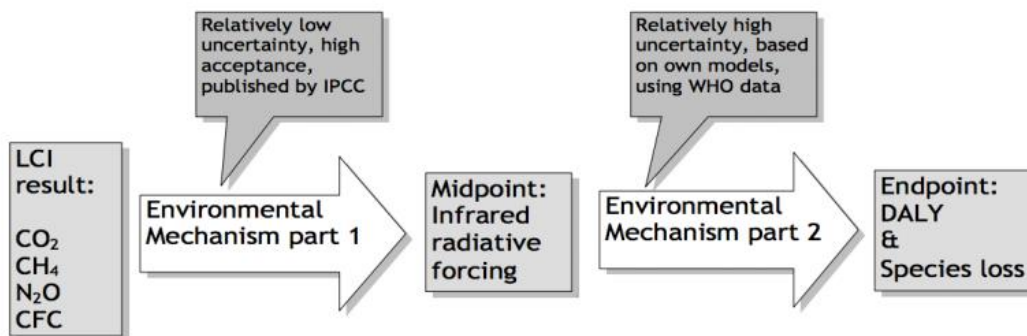 Relatively low
uncertainty, high
acceptance,
published by IPCC
Relatively high
uncertainty, based
on own models,
using WHO data
LCI
result:
CO₂
CH₄
N₂O
CFC
Environmental
Mechanism part 1
Midpoint:
Infrared
radiative
forcing
Environmental
Mechanism part 2
Endpoint:
DALY
&
Species loss